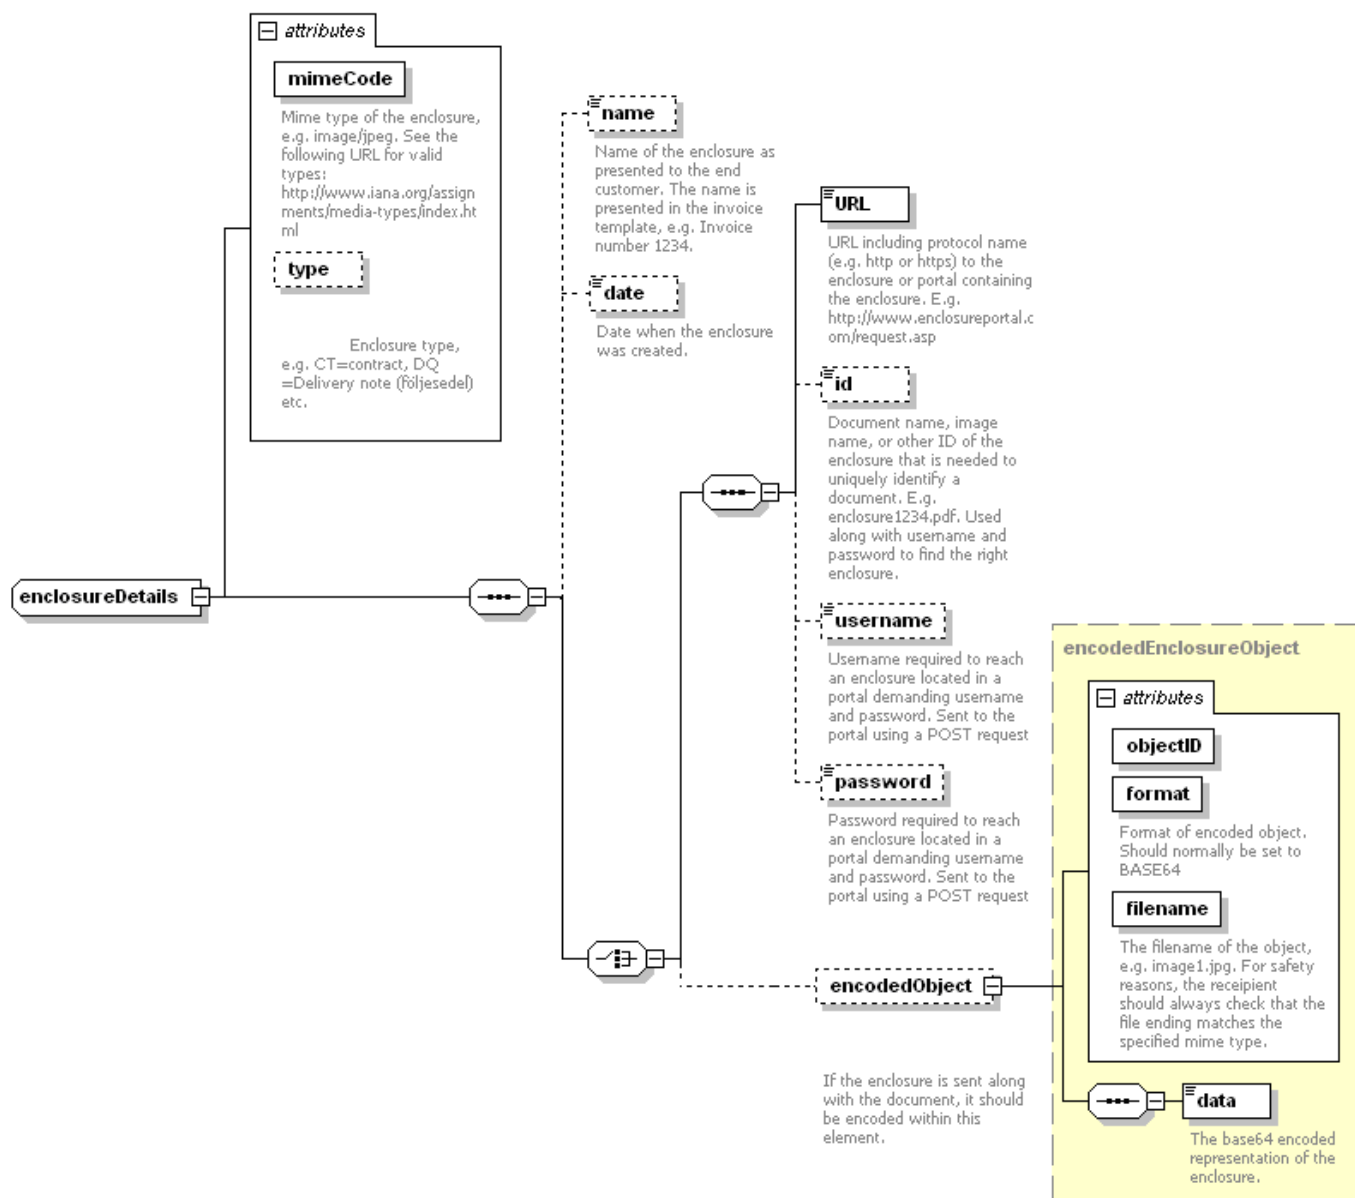 attributes
mimeCode
Mime type of the enclosure,
e.g. image/jpeg. See the
following URL for valid
types:
http://www.iana.org/assign
ments/media-types/index.ht
ml
type
Enclosure type,
e.g. CT=contract, DQ
=Delivery note (följesedel)
etc.
enclosureDetails
name
Name of the enclosure as
presented to the end
customer. The name is
presented in the invoice
template, e.g. Invoice
number 1234.
date
Date when the enclosure
was created.
URL
URL including protocol name
(e.g. http or https) to the
enclosure or portal containing
the enclosure. E.g.
http://www.enclosureportal.c
om/request.asp
id
Document name, image
name, or other ID of the
enclosure that is needed to
uniquely identify a
document. E.g.
enclosure1234.pdf. Used
along with username and
password to find the right
enclosure.
username
Username required to reach
an enclosure located in a
portal demanding username
and password. Sent to the
portal using a POST request
password
Password required to reach
an enclosure located in a
portal demanding username
and password. Sent to the
portal using a POST request
encodedObject
If the enclosure is sent along
with the document, it should
be encoded within this
element.
encodedEnclosureObject
attributes
objectID
format
Format of encoded object.
Should normally be set to
BASE64
filename
The filename of the object,
e.g. image1.jpg. For safety
reasons, the receipient
should always check that the
file ending matches the
specified mime type.
data
The base64 encoded
representation of the
enclosure.